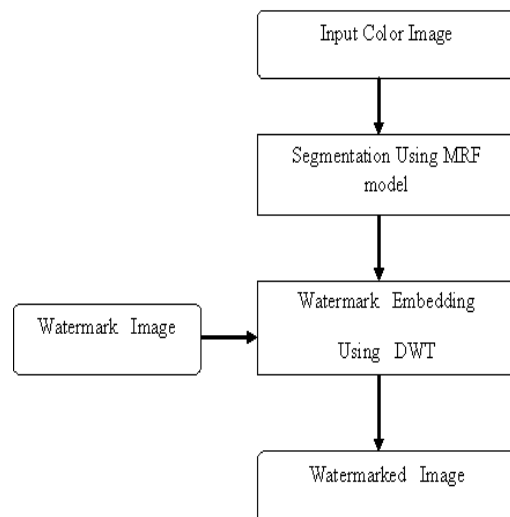 Input Color Image
Segmentation Using MRF
model
Watermark Embedding
Using DWT
Watermark Image
Watermarked Image